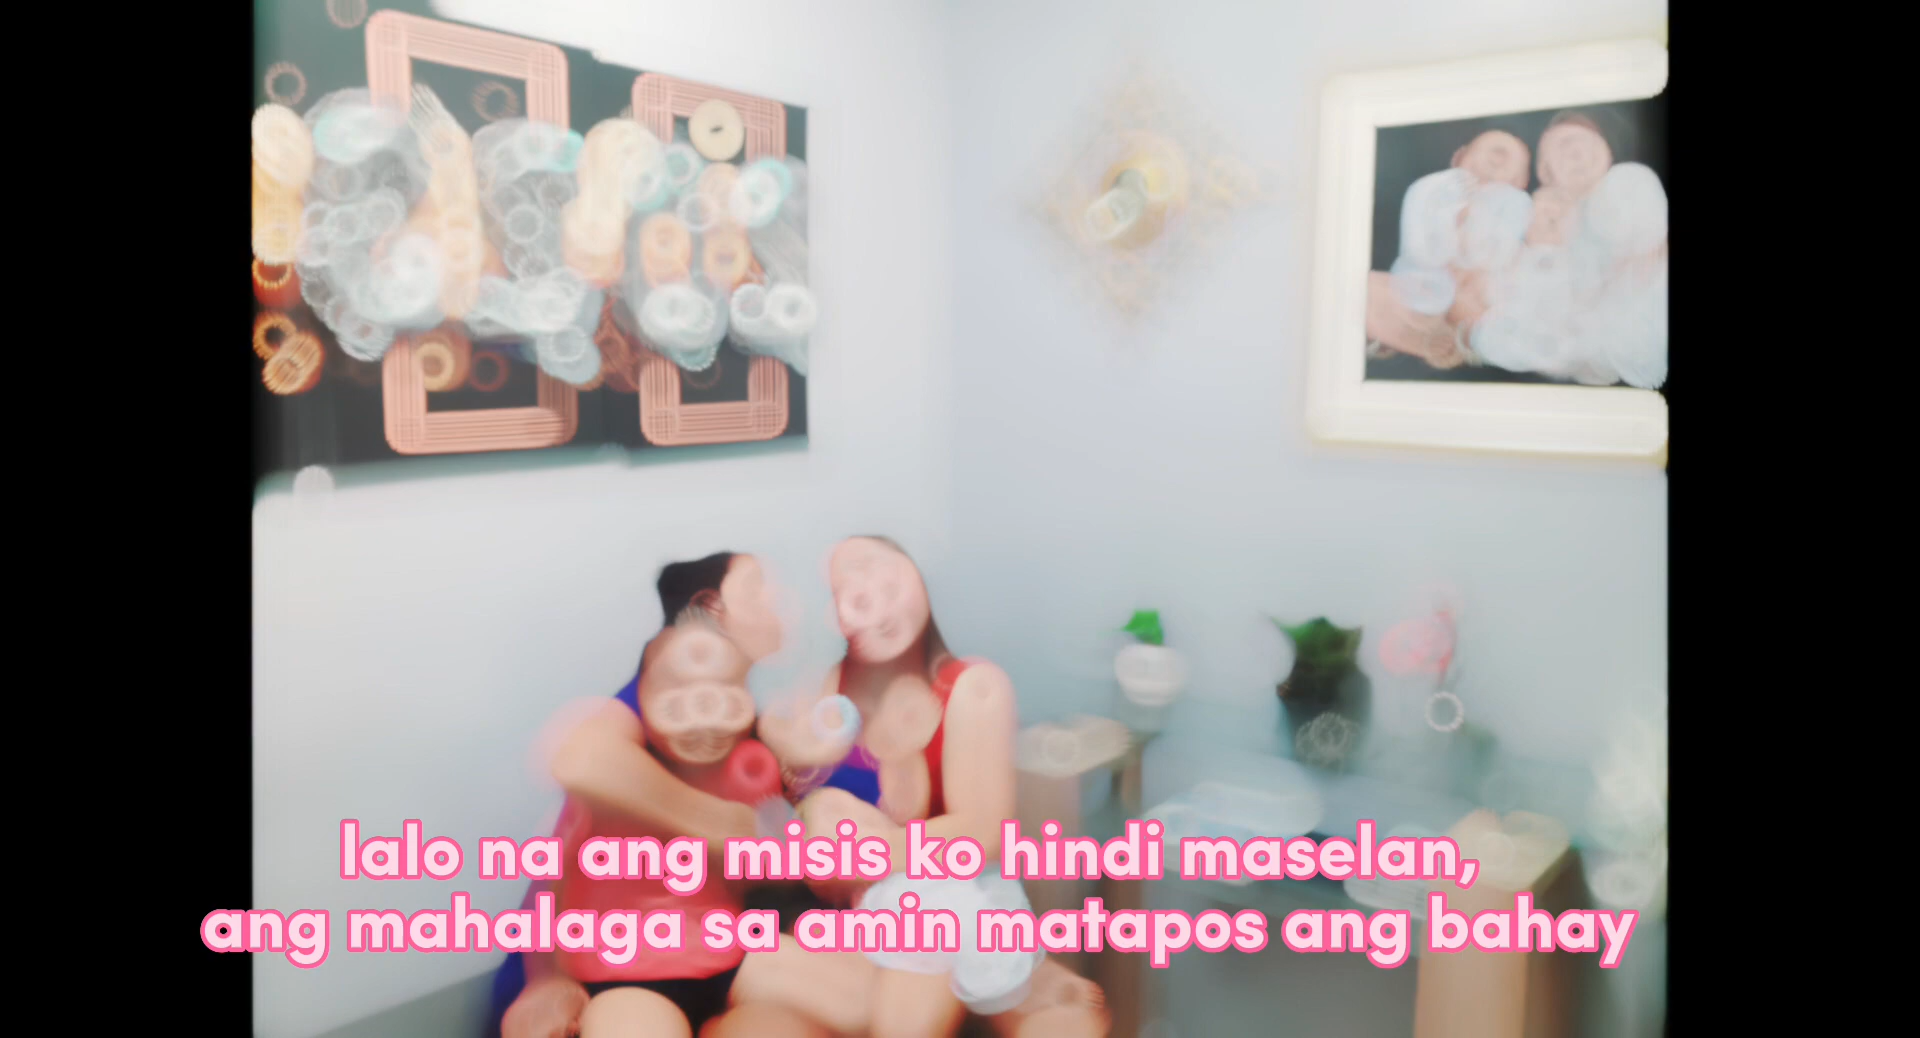 lalo na ang misis ko hindi maselan,
ang mahalaga sa amin matapos ang bahay